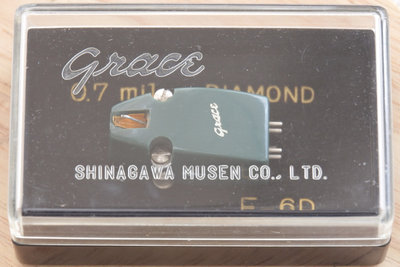 Grace
0.7 mil DIAMOND
Grace
SHINAGAWA MUSEN CO., LTD.
F-6D